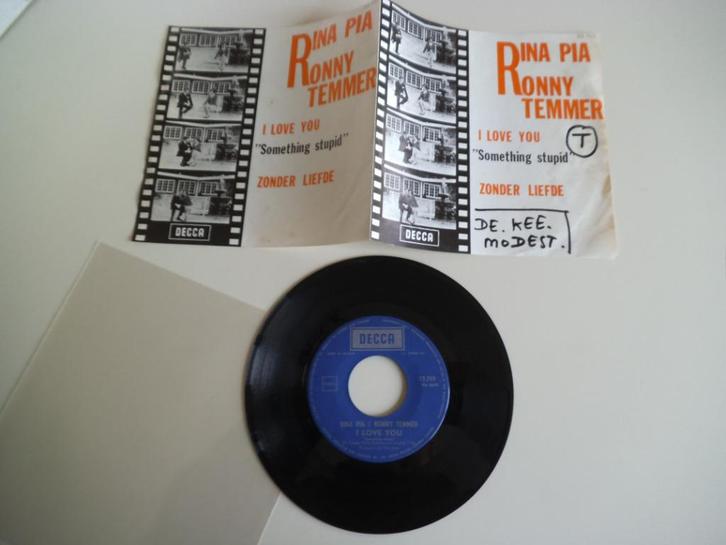 RINA PIA
RONNY
TEMMER
I LOVE YOU
"Something stupid"
ZONDER LIEFDE
DECCA
RINA PIA
RONNY
TEMMER
I LOVE YOU
T
"Something stupid"
ZONDER LIEFDE
DECCA
DE. KEE.
MODEST.
DECCA
RINA PIA / RONNY TEMMER
I LOVE YOU